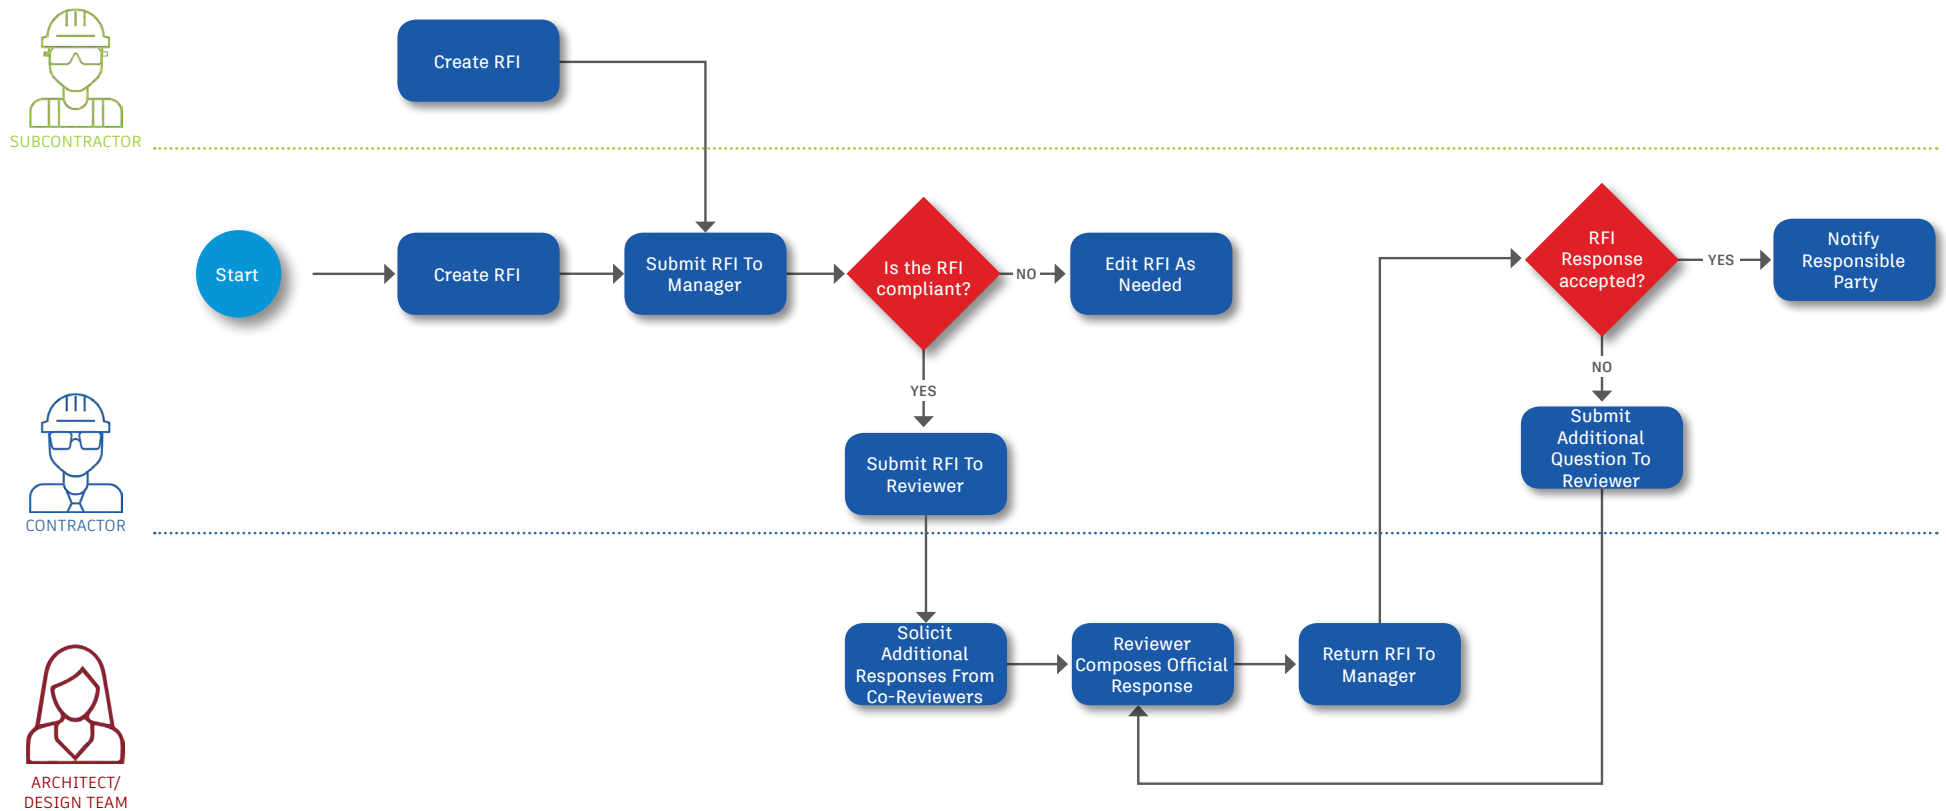 Create RFI
SUBCONTRACTOR
Start
Create RFI
Submit RFI To
Manager
Is the RFI
compliant?
NO
Edit RFI As
Needed
RFI
Response
accepted?
YES
Notify
Responsible
Party
YES
NO
Submit RFI To
Reviewer
Submit
Additional
Question To
Reviewer
CONTRACTOR
Solicit
Additional
Responses From
Co-Reviewers
Reviewer
Composes Official
Response
Return RFI To
Manager
ARCHITECT/
DESIGN TEAM